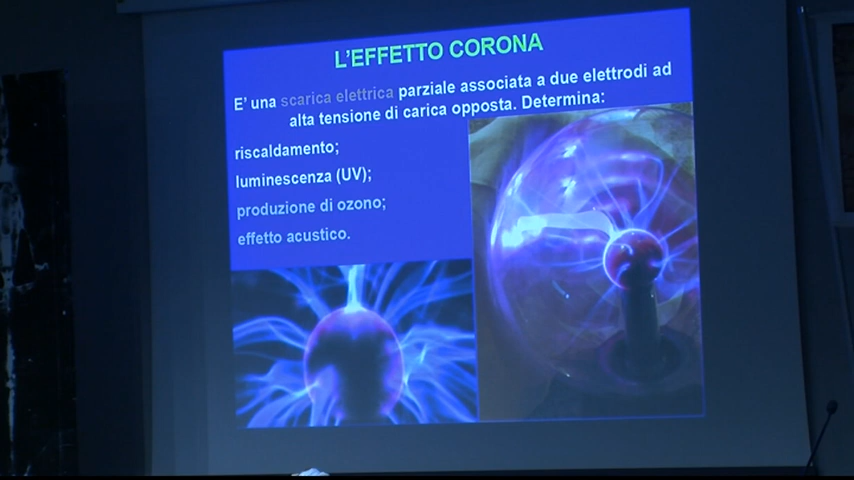 L'EFFETTO CORONA
E' una scarica elettrica parziale associata a due elettrodi ad
alta tensione di carica opposta. Determina:
riscaldamento;
luminescenza (UV);
produzione di ozono;
effetto acustico.